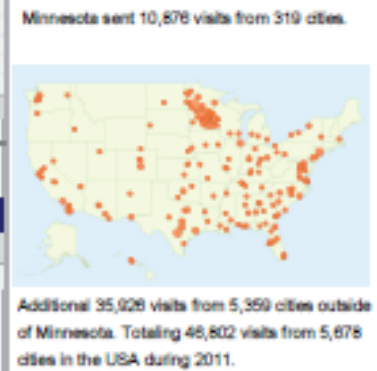 Minnesota sent 10,876 visits from 319 cities.
Additional 35,926 visits from 5,359 cities outside
of Minnesota. Totaling 46,802 visits from 5,678
cities in the USA during 2011.